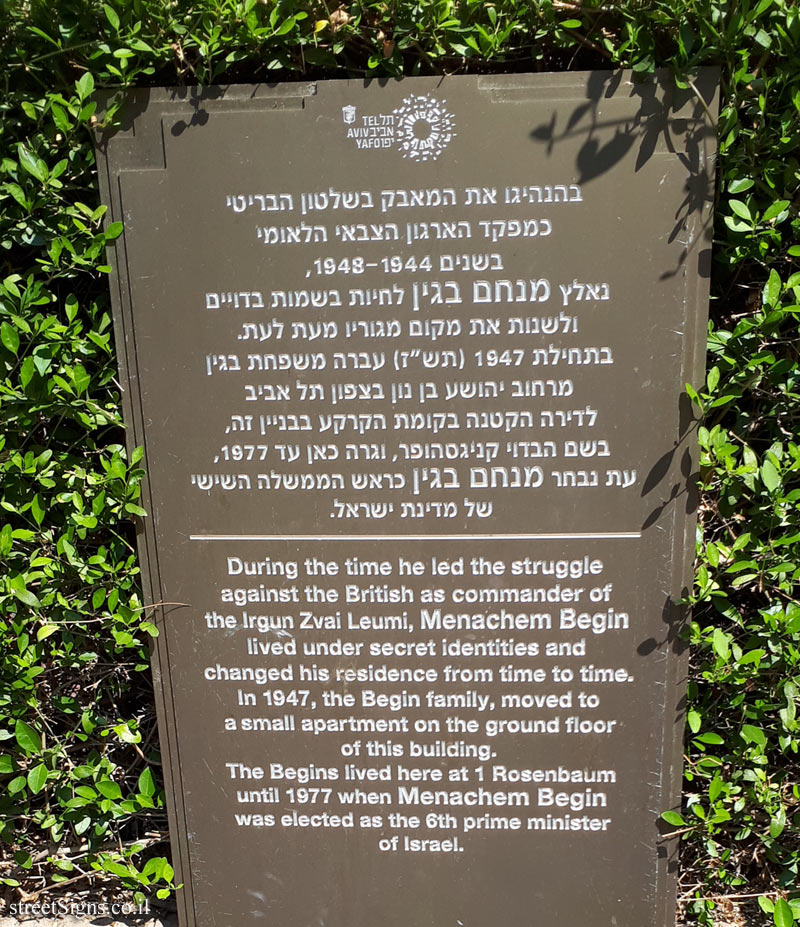 תלTEL
אביבAVIV
יפוYAFO
בהנהיגו את המאבק בשלטון הבריטי
כמפקד הארגון הצבאי הלאומי
בשנים 1944–1948,
נאלץ מנחם בגין לחיות בשמות בדויים
ולשנות את מקום מגוריו מעת לעת.
בתחילת 1947 (תש"ז) עברה משפחת בגין
מרחוב יהושע בן נון בצפון תל אביב
לדירה הקטנה בקומת הקרקע בבניין זה,
בשם הבדוי קניגסהופר, וגרה כאן עד 1977,
עת נבחר מנחם בגין כראש הממשלה השישי
של מדינת ישראל.
During the time he led the struggle
against the British as commander of
the Irgun Zvai Leumi, Menachem Begin
lived under secret identities and
changed his residence from time to time.
In 1947, the Begin family, moved to
a small apartment on the ground floor
of this building.
The Begins lived here at 1 Rosenbaum
until 1977 when Menachem Begin
was elected as the 6th prime minister
of Israel.
streetSigns.co.il